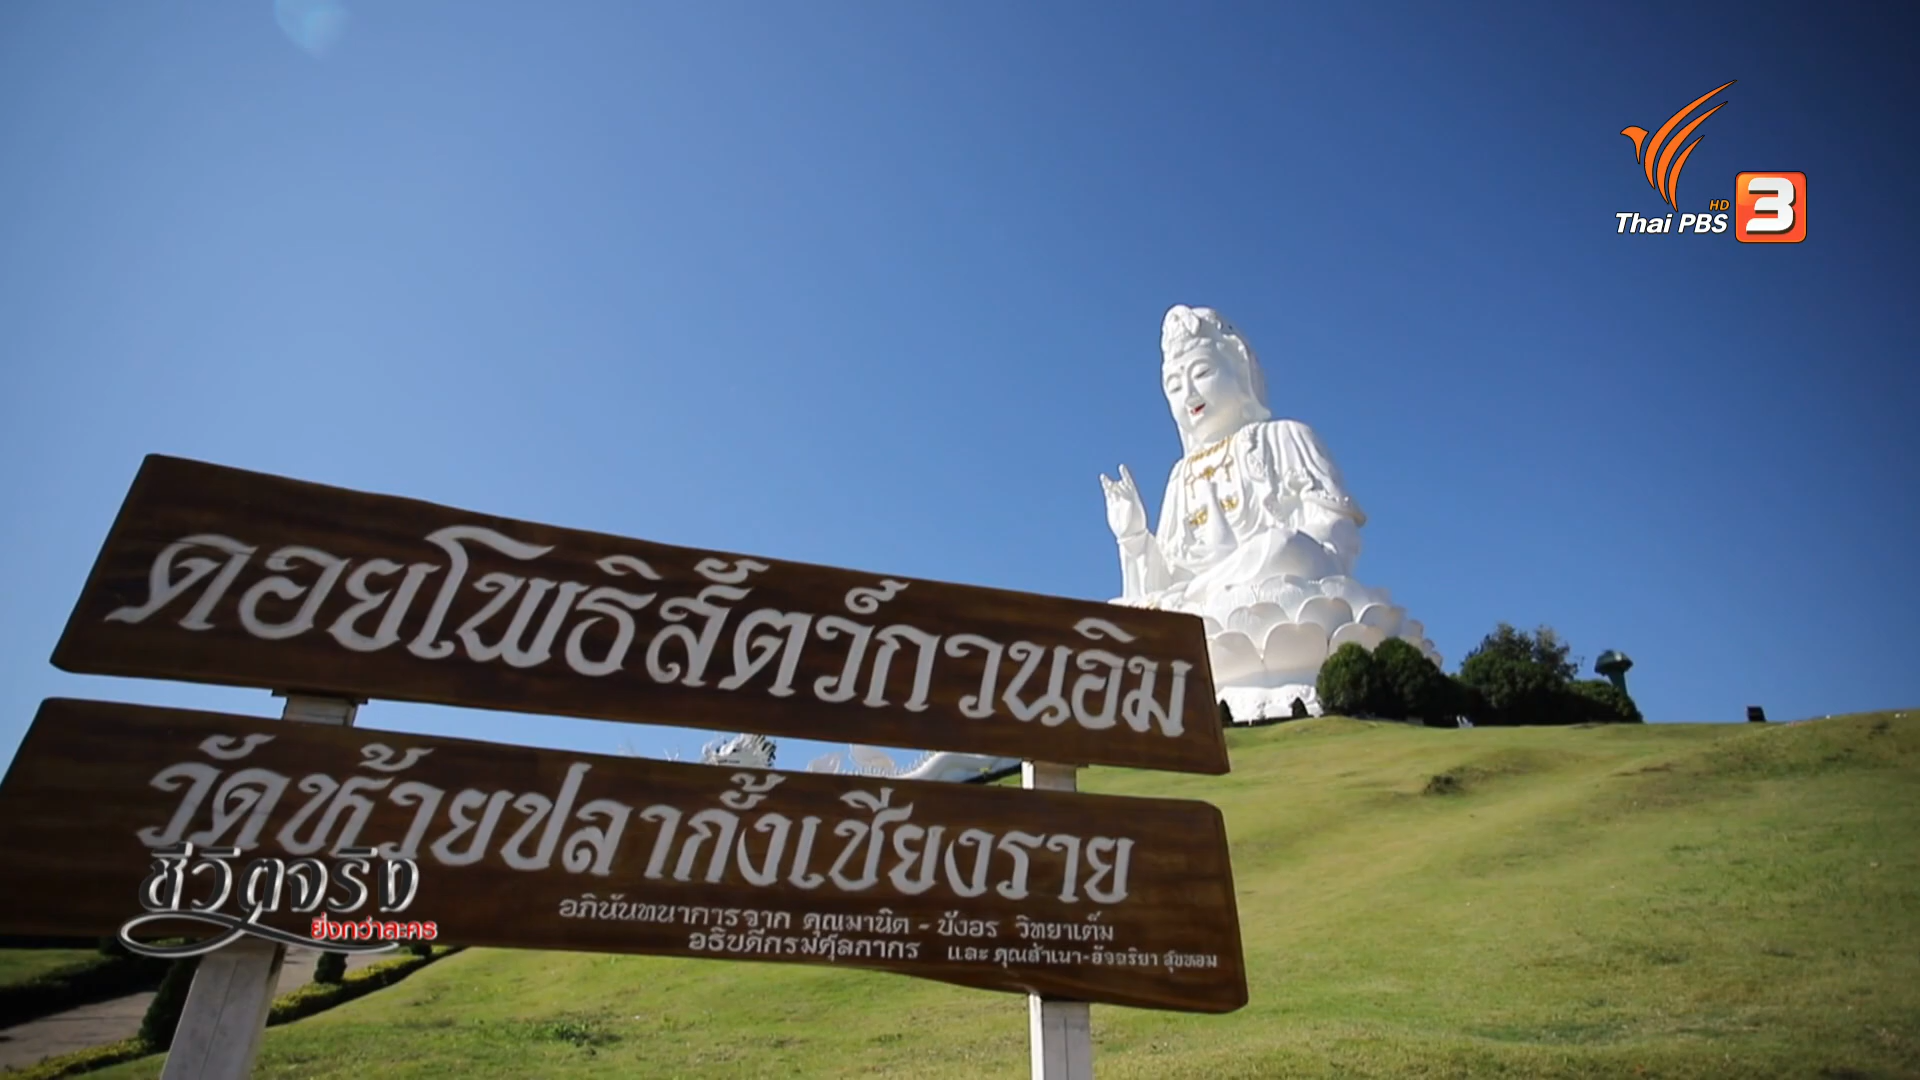 HD
Thai PBS 3
ดอยโพธิสัตว์กวนอิม
วัดห้วยปลากั้งเชียงราย
อภินันทนาการจาก คุณมานิต - บังอร วิทยาเต็ม
อธิบดีกรมศุลกากร และ คุณสำเนา-อัจฉริยา สุขหอม
ชีวิตจริง
ยิ่งกว่าละคร